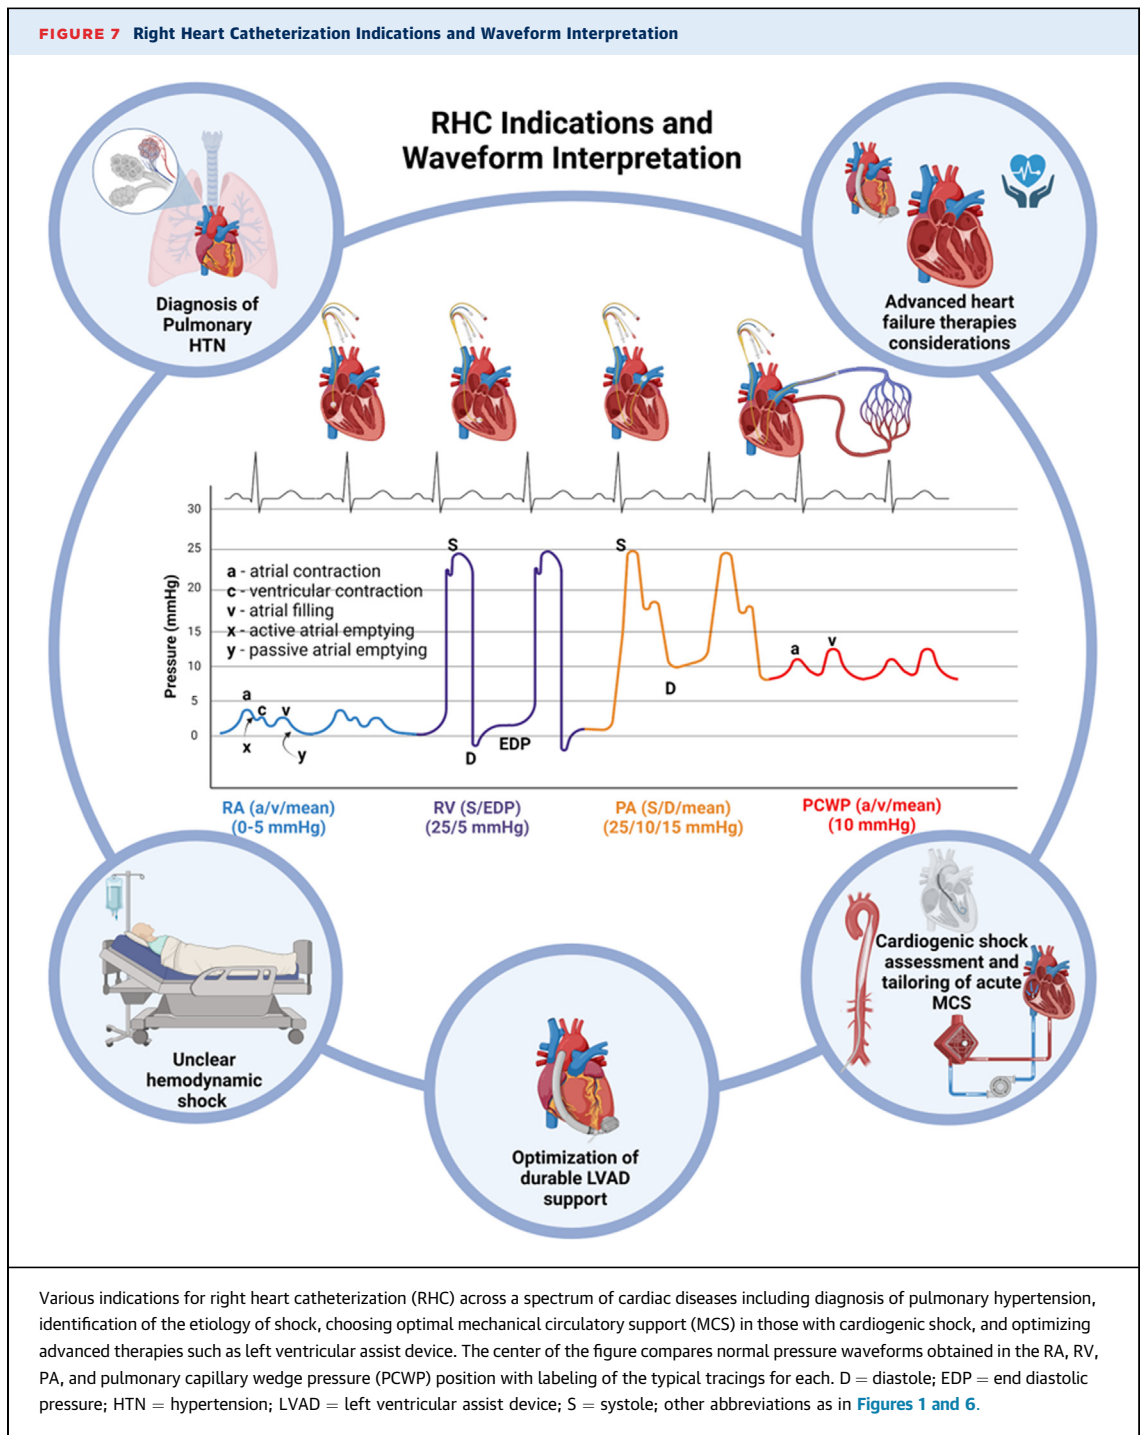 FIGURE 7 Right Heart Catheterization Indications and Waveform Interpretation
RHC Indications and
Waveform Interpretation
Diagnosis of
Pulmonary
HTN
Advanced heart
failure therapies
considerations
Pressure (mmHg)
30
25
20
15
10
5
0
a - atrial contraction
c - ventricular contraction
v - atrial filling
x - active atrial emptying
y - passive atrial emptying
a
c
v
x
y
S
D
EDP
S
D
a
v
RA (a/v/mean)
(0-5 mmHg)
RV (S/EDP)
(25/5 mmHg)
PA (S/D/mean)
(25/10/15 mmHg)
PCWP (a/v/mean)
(10 mmHg)
Unclear
hemodynamic
shock
Optimization of
durable LVAD
support
Cardiogenic shock
assessment and
tailoring of acute
MCS
Various indications for right heart catheterization (RHC) across a spectrum of cardiac diseases including diagnosis of pulmonary hypertension,
identification of the etiology of shock, choosing optimal mechanical circulatory support (MCS) in those with cardiogenic shock, and optimizing
advanced therapies such as left ventricular assist device. The center of the figure compares normal pressure waveforms obtained in the RA, RV,
PA, and pulmonary capillary wedge pressure (PCWP) position with labeling of the typical tracings for each. D = diastole; EDP = end diastolic
pressure; HTN = hypertension; LVAD = left ventricular assist device; S = systole; other abbreviations as in Figures 1 and 6.